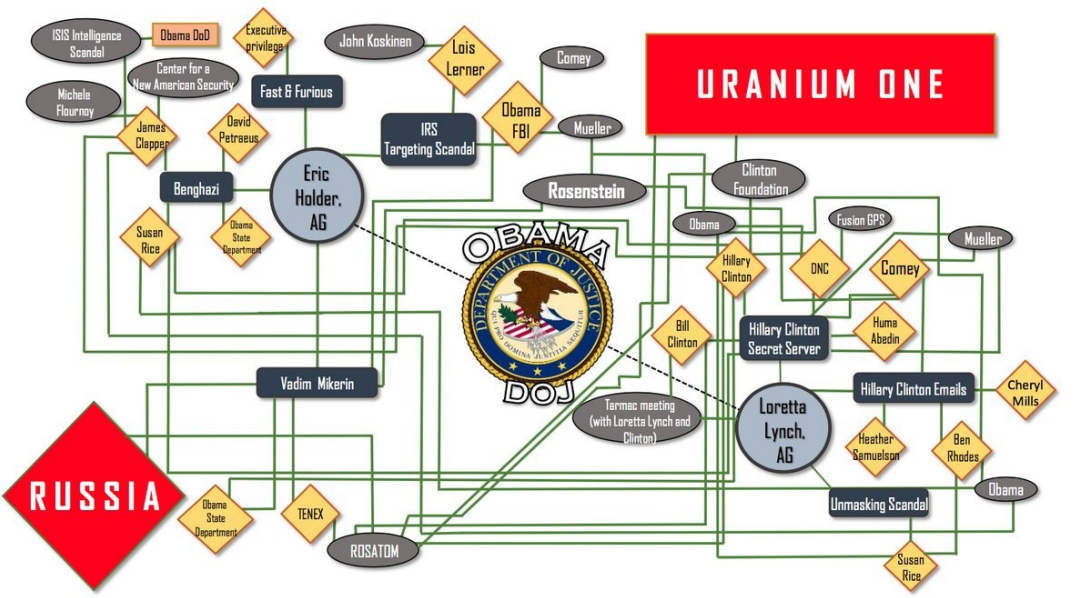 ISIS Intelligence
Scandal
Obama DoD
Executive
privilege
John Koskinen
Lois
Lerner
Comey
URANIUM ONE
Center for a
New American Security
Michele
Flournoy
Fast & Furious
Obama
FBI
James
Clapper
David
Petraeus
IRS
Targeting Scandal
Mueller
Eric
Holder,
AG
Benghazi
Rosenstein
Clinton
Foundation
Susan
Rice
Obama
State
Department
OBAMA
DEPARTMENT OF JUSTICE
QUI PRO DOMINA JUSTITIA SEQUITUR
DOJ
Obama
Fusion GPS
Mueller
Hillary
Clinton
DNC
Comey
Bill
Clinton
Hillary Clinton
Secret Server
Huma
Abedin
Vadim Mikerin
Hillary Clinton Emails
Cheryl
Mills
Tarmac meeting
(with Loretta Lynch and
Clinton)
Loretta
Lynch,
AG
Heather
Samuelson
Ben
Rhodes
RUSSIA
Obama
State
Department
TENEX
ROSATOM
Unmasking Scandal
Obama
Susan
Rice